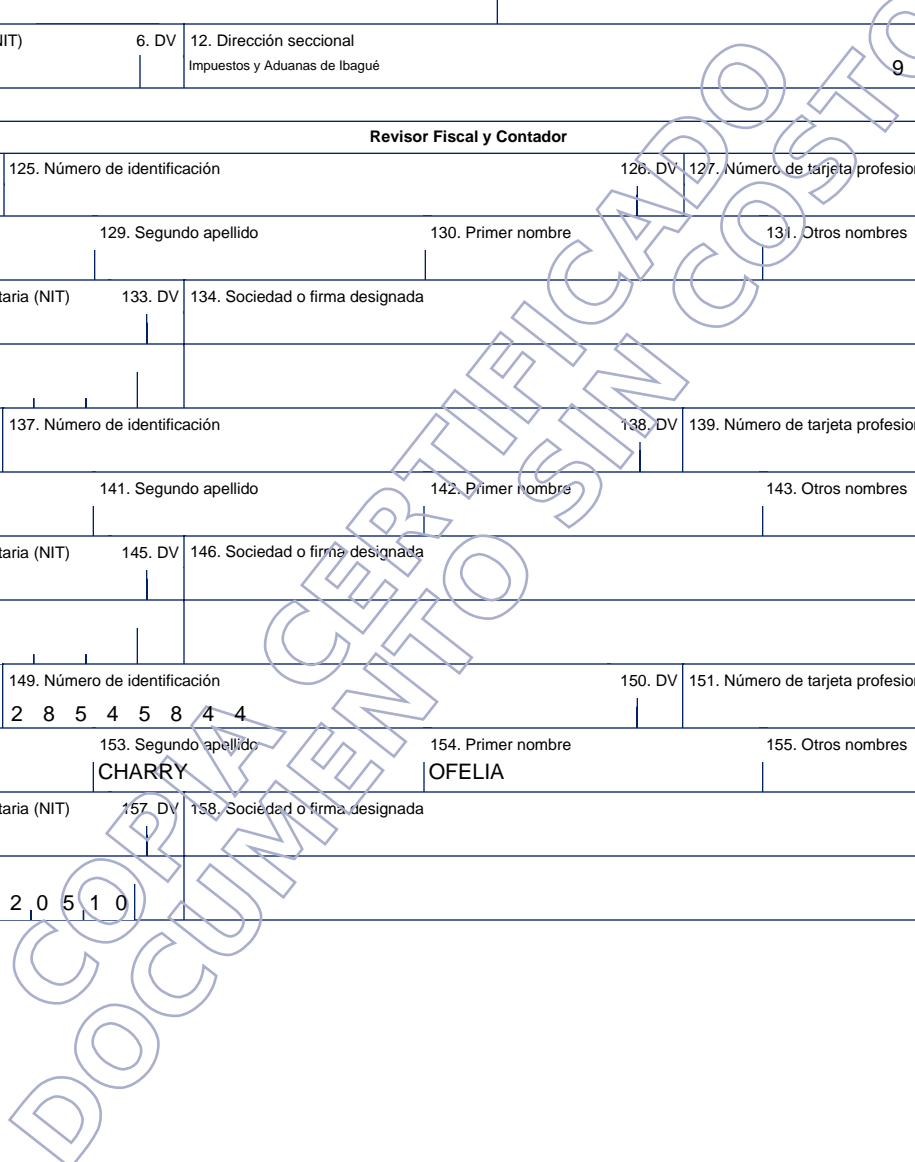 NIT) 6. DV 12. Dirección seccional
Impuestos y Aduanas de Ibagué 9
Revisor Fiscal y Contador
125. Número de identificación 126. DV 127. Número de tarjeta profesion
129. Segundo apellido 130. Primer nombre 131. Otros nombres
taria (NIT) 133. DV 134. Sociedad o firma designada
137. Número de identificación 138. DV 139. Número de tarjeta profesion
141. Segundo apellido 142. Primer nombre 143. Otros nombres
taria (NIT) 145. DV 146. Sociedad o firma designada
149. Número de identificación 150. DV 151. Número de tarjeta profesion
2 8 5 4 5 8 4 4
153. Segundo apellido 154. Primer nombre 155. Otros nombres
CHARRY OFELIA
taria (NIT) 157. DV 158. Sociedad o firma designada
2 0 5 1 0
COPIA CERTIFICADO
DOCUMENTO SIN COSTO